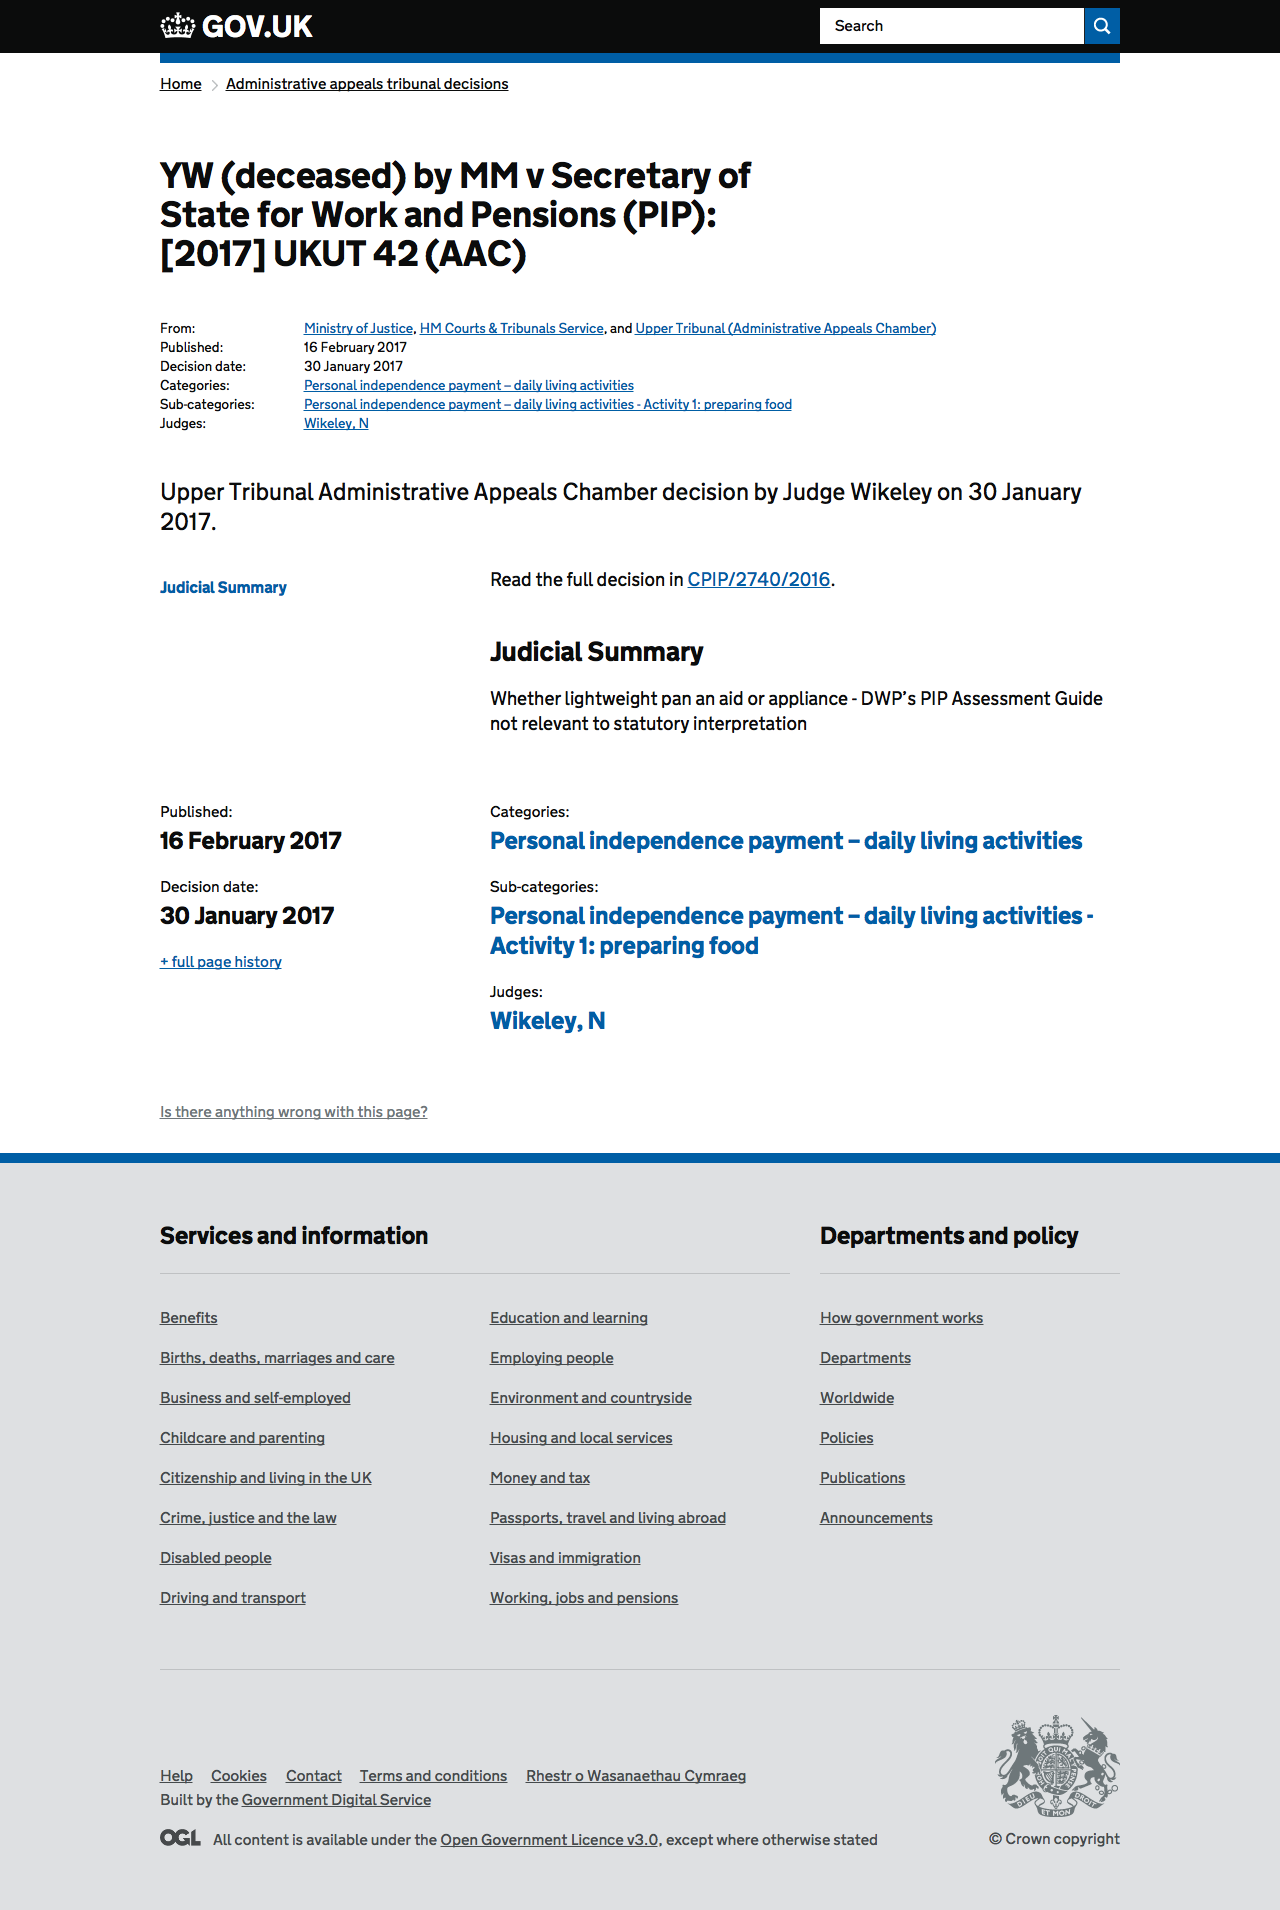 GOV.UK
Search
Home
Administrative appeals tribunal decisions
YW (deceased) by MM v Secretary of
State for Work and Pensions (PIP):
[2017] UKUT 42 (AAC)
From: Ministry of Justice, HM Courts & Tribunals Service, and Upper Tribunal (Administrative Appeals Chamber)
Published: 16 February 2017
Decision date: 30 January 2017
Categories: Personal independence payment – daily living activities
Sub-categories: Personal independence payment – daily living activities - Activity 1: preparing food
Judges: Wikeley, N
Upper Tribunal Administrative Appeals Chamber decision by Judge Wikeley on 30 January
2017.
Judicial Summary
Read the full decision in CPIP/2740/2016.
Judicial Summary
Whether lightweight pan an aid or appliance - DWP’s PIP Assessment Guide
not relevant to statutory interpretation
Published:
16 February 2017
Decision date:
30 January 2017
+ full page history
Categories:
Personal independence payment – daily living activities
Sub-categories:
Personal independence payment – daily living activities -
Activity 1: preparing food
Judges:
Wikeley, N
Is there anything wrong with this page?
Services and information
Benefits
Births, deaths, marriages and care
Business and self-employed
Childcare and parenting
Citizenship and living in the UK
Crime, justice and the law
Disabled people
Driving and transport
Education and learning
Employing people
Environment and countryside
Housing and local services
Money and tax
Passports, travel and living abroad
Visas and immigration
Working, jobs and pensions
Departments and policy
How government works
Departments
Worldwide
Policies
Publications
Announcements
Help Cookies Contact Terms and conditions Rhestr o Wasanaethau Cymraeg
Built by the Government Digital Service
OGL All content is available under the Open Government Licence v3.0, except where otherwise stated
DIEU ET MON DROIT
© Crown copyright